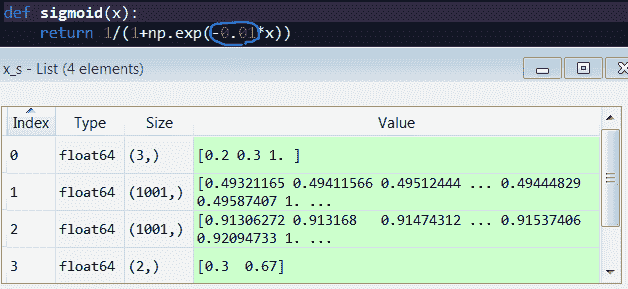 def sigmoid(x):
return 1/(1+np.exp(-0.01*x))
x_s - List (4 elements)
Index Type Size Value
0 float64 (3,) [0.2 0.3 1. ]
1 float64 (1001,) [0.49321165 0.49411566 0.49512444 ... 0.49444829
0.49587407 1. ...
2 float64 (1001,) [0.91306272 0.913168 0.91474312 ... 0.91537406
0.92094733 1. ...
3 float64 (2,) [0.3 0.67]